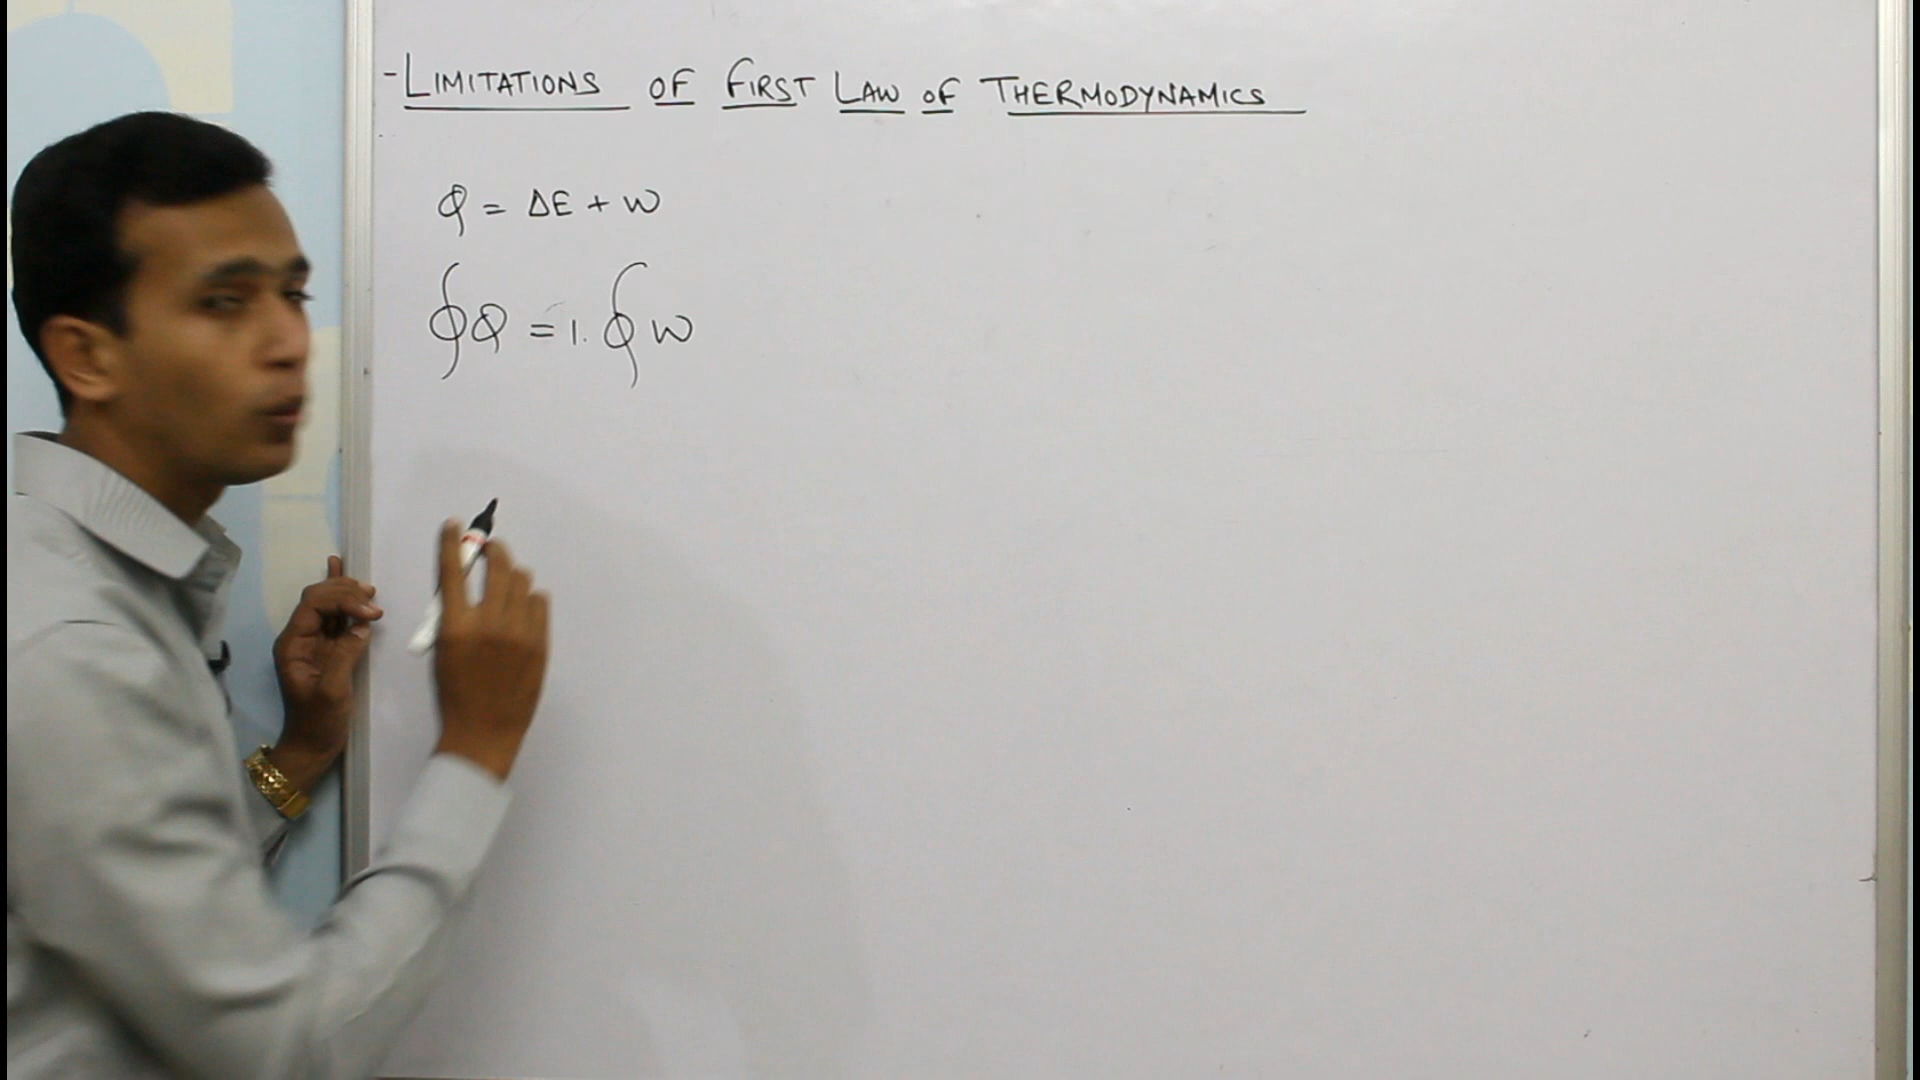 - LIMITATIONS OF FIRST LAW OF THERMODYNAMICS
Q = ΔE + W
∮Q = 1. ∮W